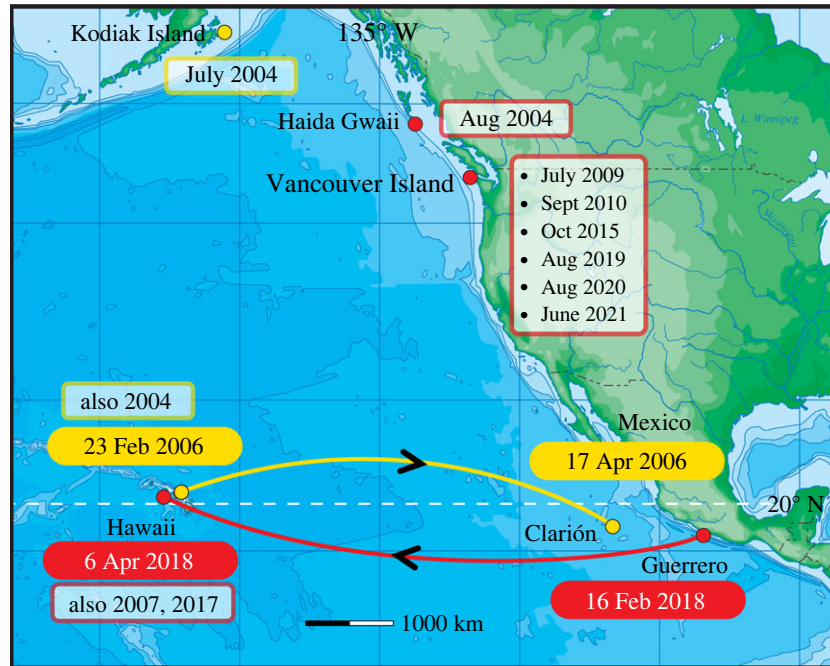 Kodiak Island
135° W
July 2004
Haida Gwaii
Aug 2004
L. Winnipeg
Vancouver Island
• July 2009
• Sept 2010
• Oct 2015
• Aug 2019
• Aug 2020
• June 2021
Mississippi
also 2004
23 Feb 2006
Mexico
17 Apr 2006
20° N
Hawaii
Clarión
6 Apr 2018
Guerrero
also 2007, 2017
16 Feb 2018
1000 km